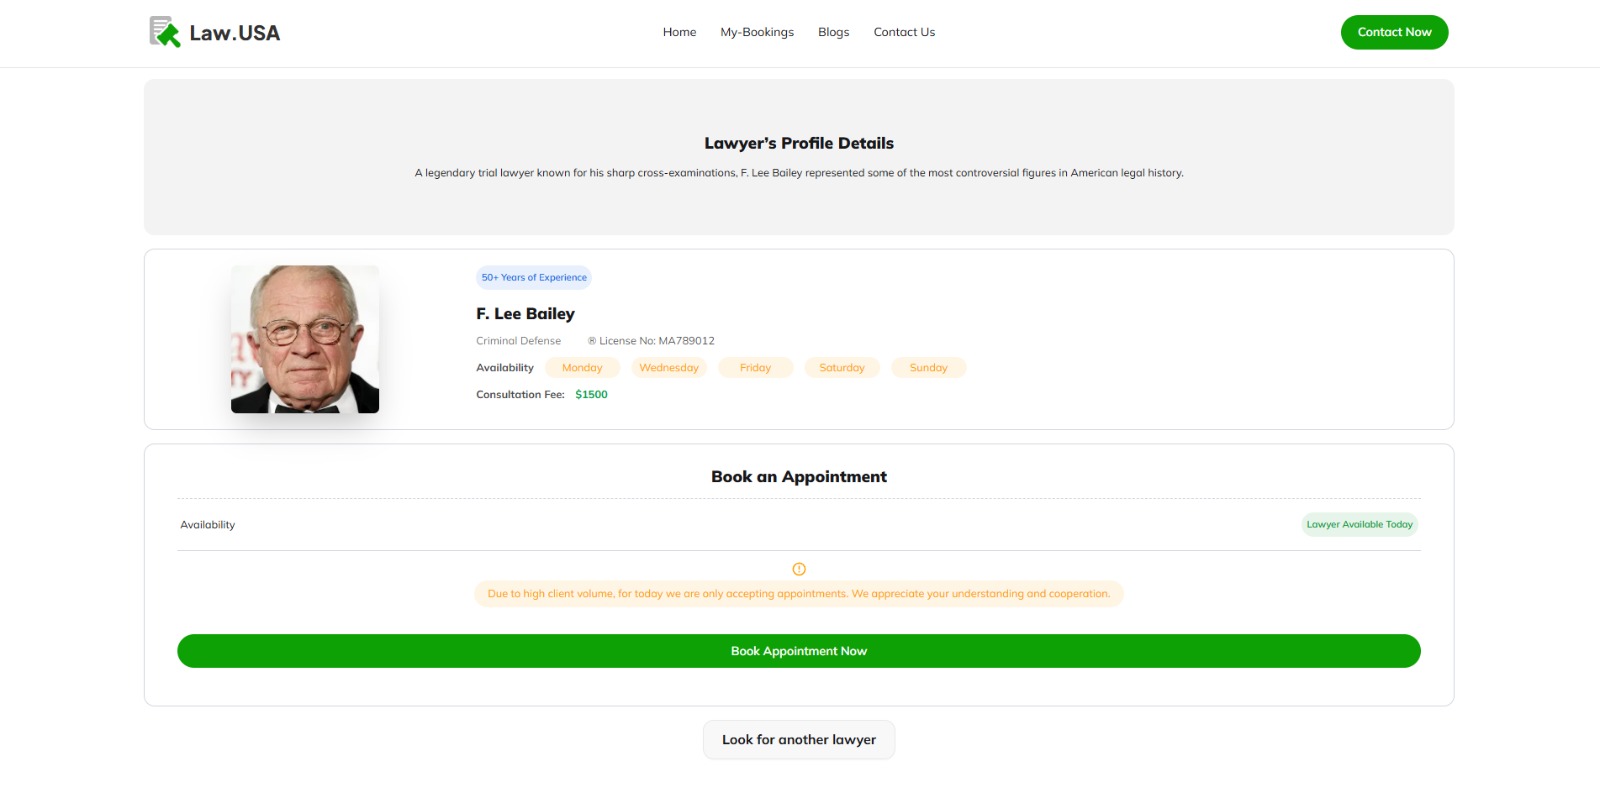 Law.USA
Home
My-Bookings
Blogs
Contact Us
Contact Now
Lawyer's Profile Details
A legendary trial lawyer known for his sharp cross-examinations, F. Lee Bailey represented some of the most controversial figures in American legal history.
50+ Years of Experience
F. Lee Bailey
Criminal Defense
® License No: MA789012
Availability
Monday
Wednesday
Friday
Saturday
Sunday
Consultation Fee:
$1500
Book an Appointment
Availability
Lawyer Available Today
Due to high client volume, for today we are only accepting appointments. We appreciate your understanding and cooperation.
Book Appointment Now
Look for another lawyer